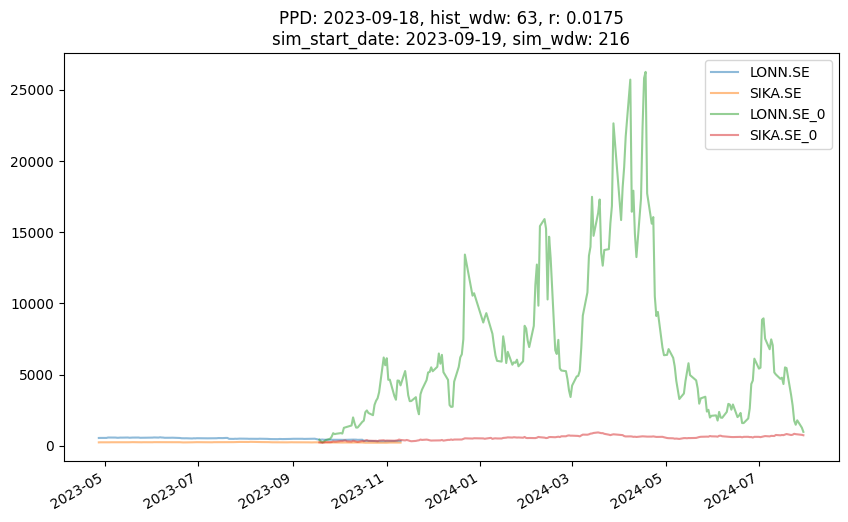 PPD: 2023-09-18, hist_wdw: 63, r: 0.0175
sim_start_date: 2023-09-19, sim_wdw: 216
LONN.SE
SIKA.SE
LONN.SE_0
SIKA.SE_0
25000
20000
15000
10000
5000
0
2023-05
2023-07
2023-09
2023-11
2024-01
2024-03
2024-05
2024-07